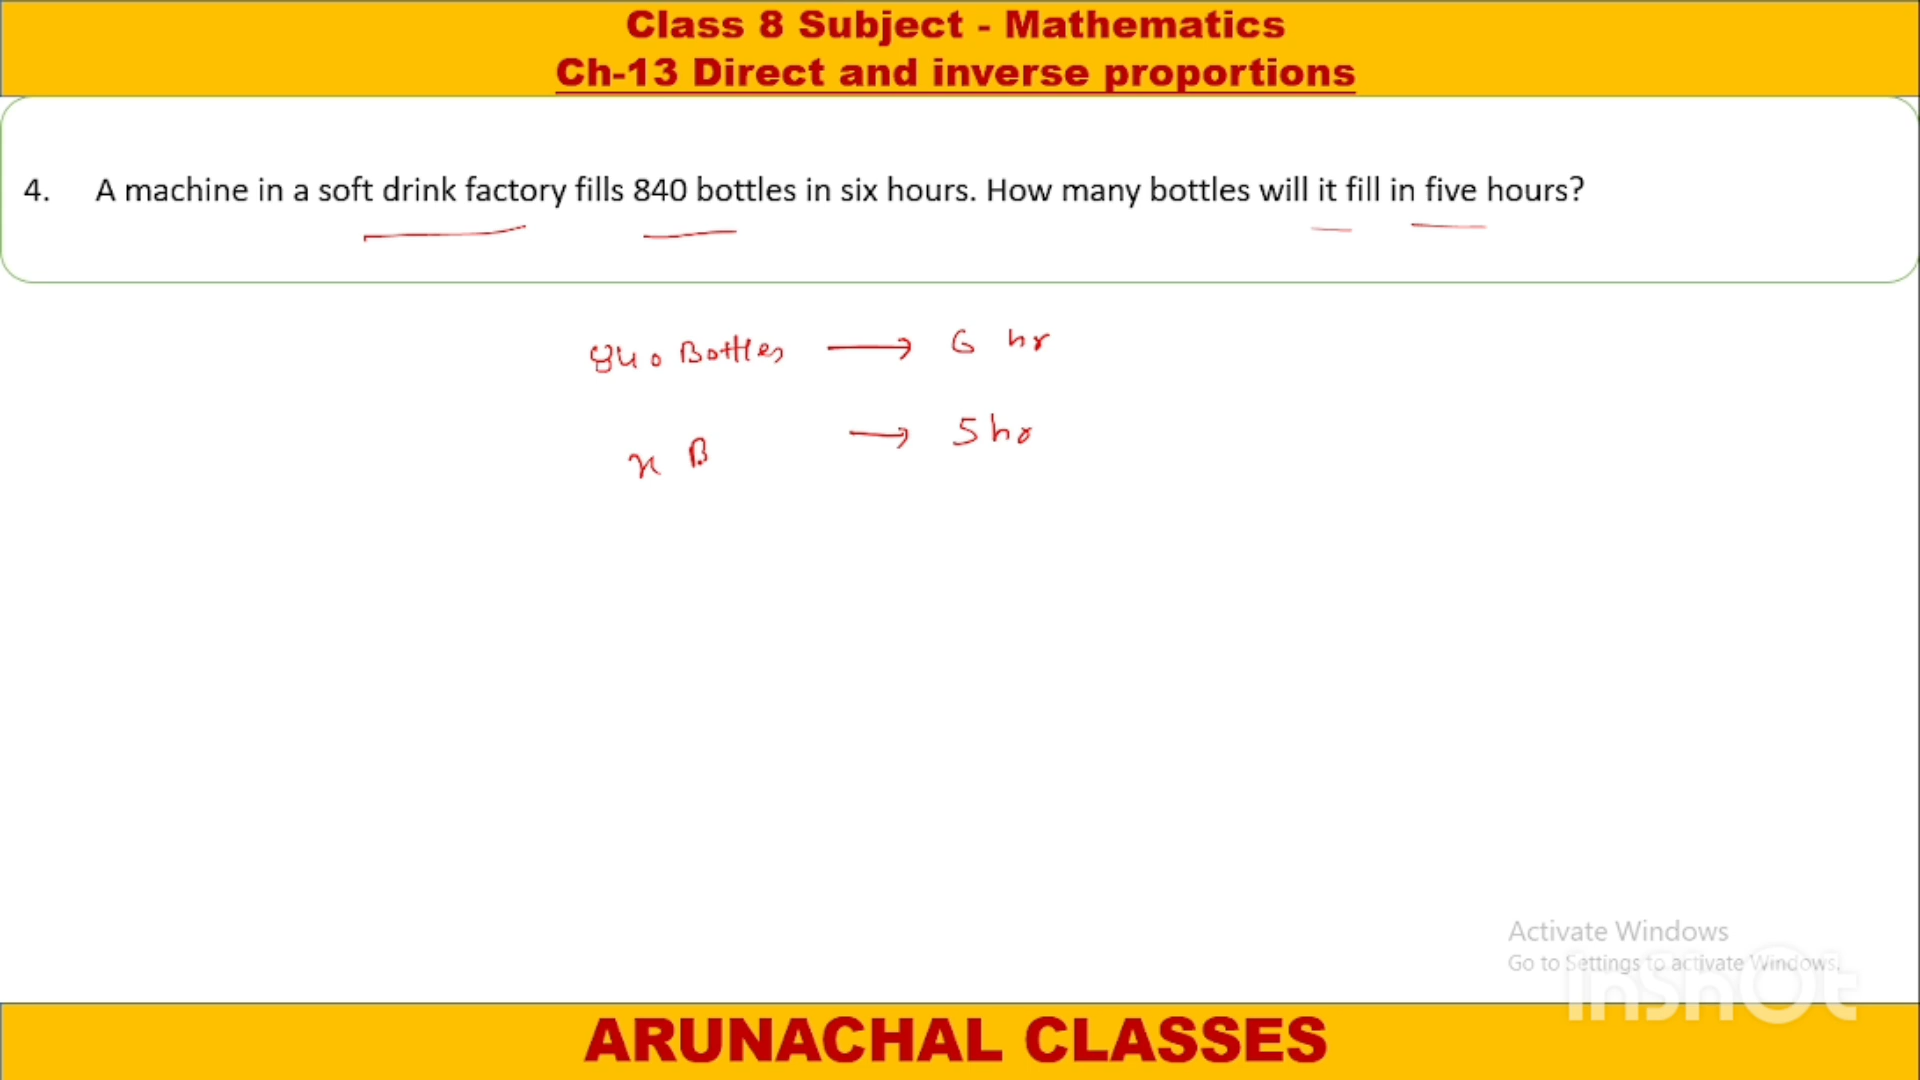 Class 8 Subject - Mathematics
Ch-13 Direct and inverse proportions
4. A machine in a soft drink factory fills 840 bottles in six hours. How many bottles will it fill in five hours?
840 Bottles → 6 hr
x B → 5 hr
Activate Windows
Go to Settings to activate Windows.
InShOt
ARUNACHAL CLASSES